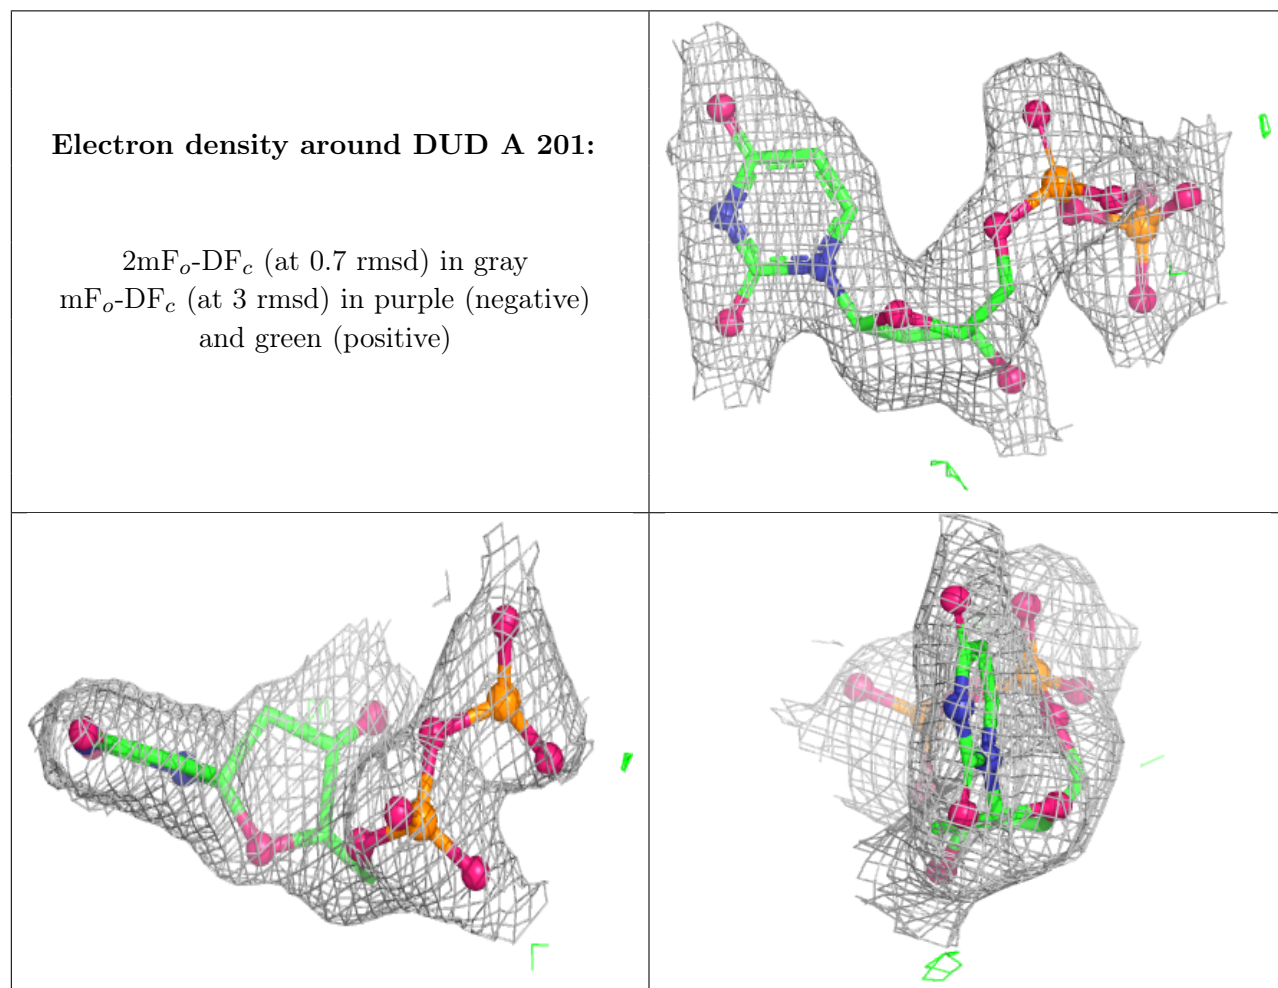 Electron density around DUD A 201:
2mFo-DFc (at 0.7 rmsd) in gray
mFo-DFc (at 3 rmsd) in purple (negative)
and green (positive)